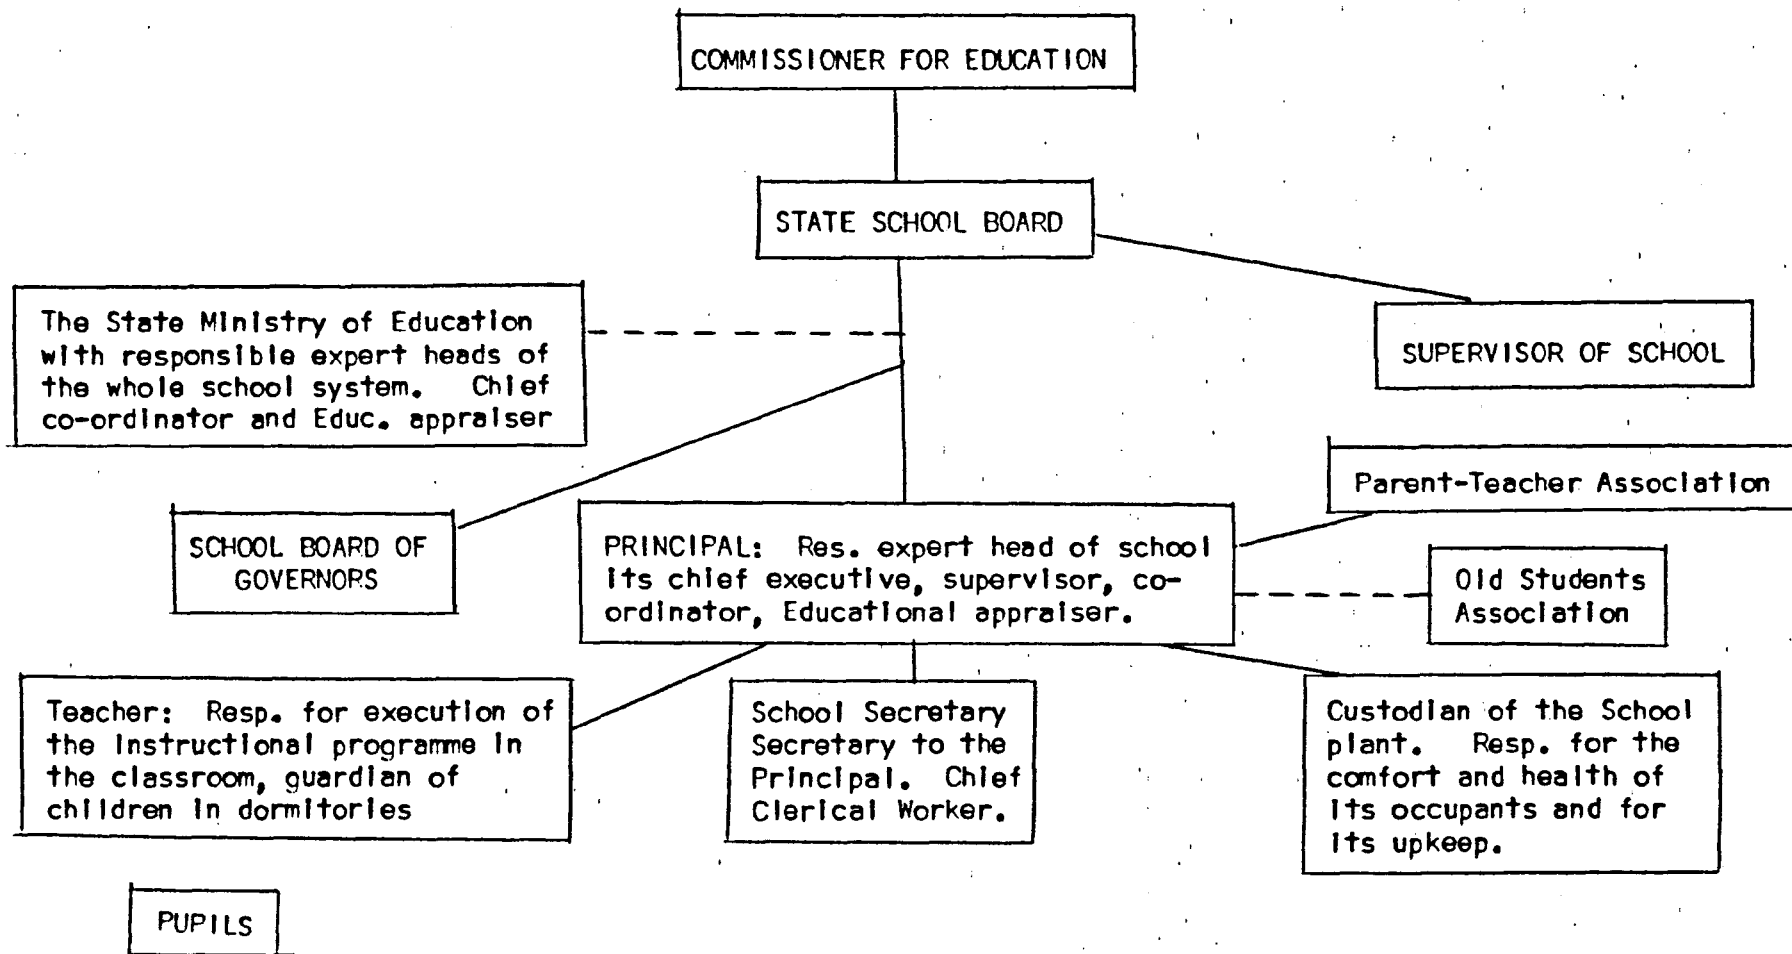 COMMISSIONER FOR EDUCATION
STATE SCHOOL BOARD
The State Ministry of Education
with responsible expert heads of
the whole school system. Chief
co-ordinator and Educ. appraiser
SUPERVISOR OF SCHOOL
Parent-Teacher Association
SCHOOL BOARD OF
GOVERNORS
PRINCIPAL: Res. expert head of school
its chief executive, supervisor, co-
ordinator, Educational appraiser.
Old Students
Association
Teacher: Resp. for execution of
the instructional programme in
the classroom, guardian of
children in dormitories
School Secretary
Secretary to the
Principal. Chief
Clerical Worker.
Custodian of the School
plant. Resp. for the
comfort and health of
its occupants and for
its upkeep.
PUPILS